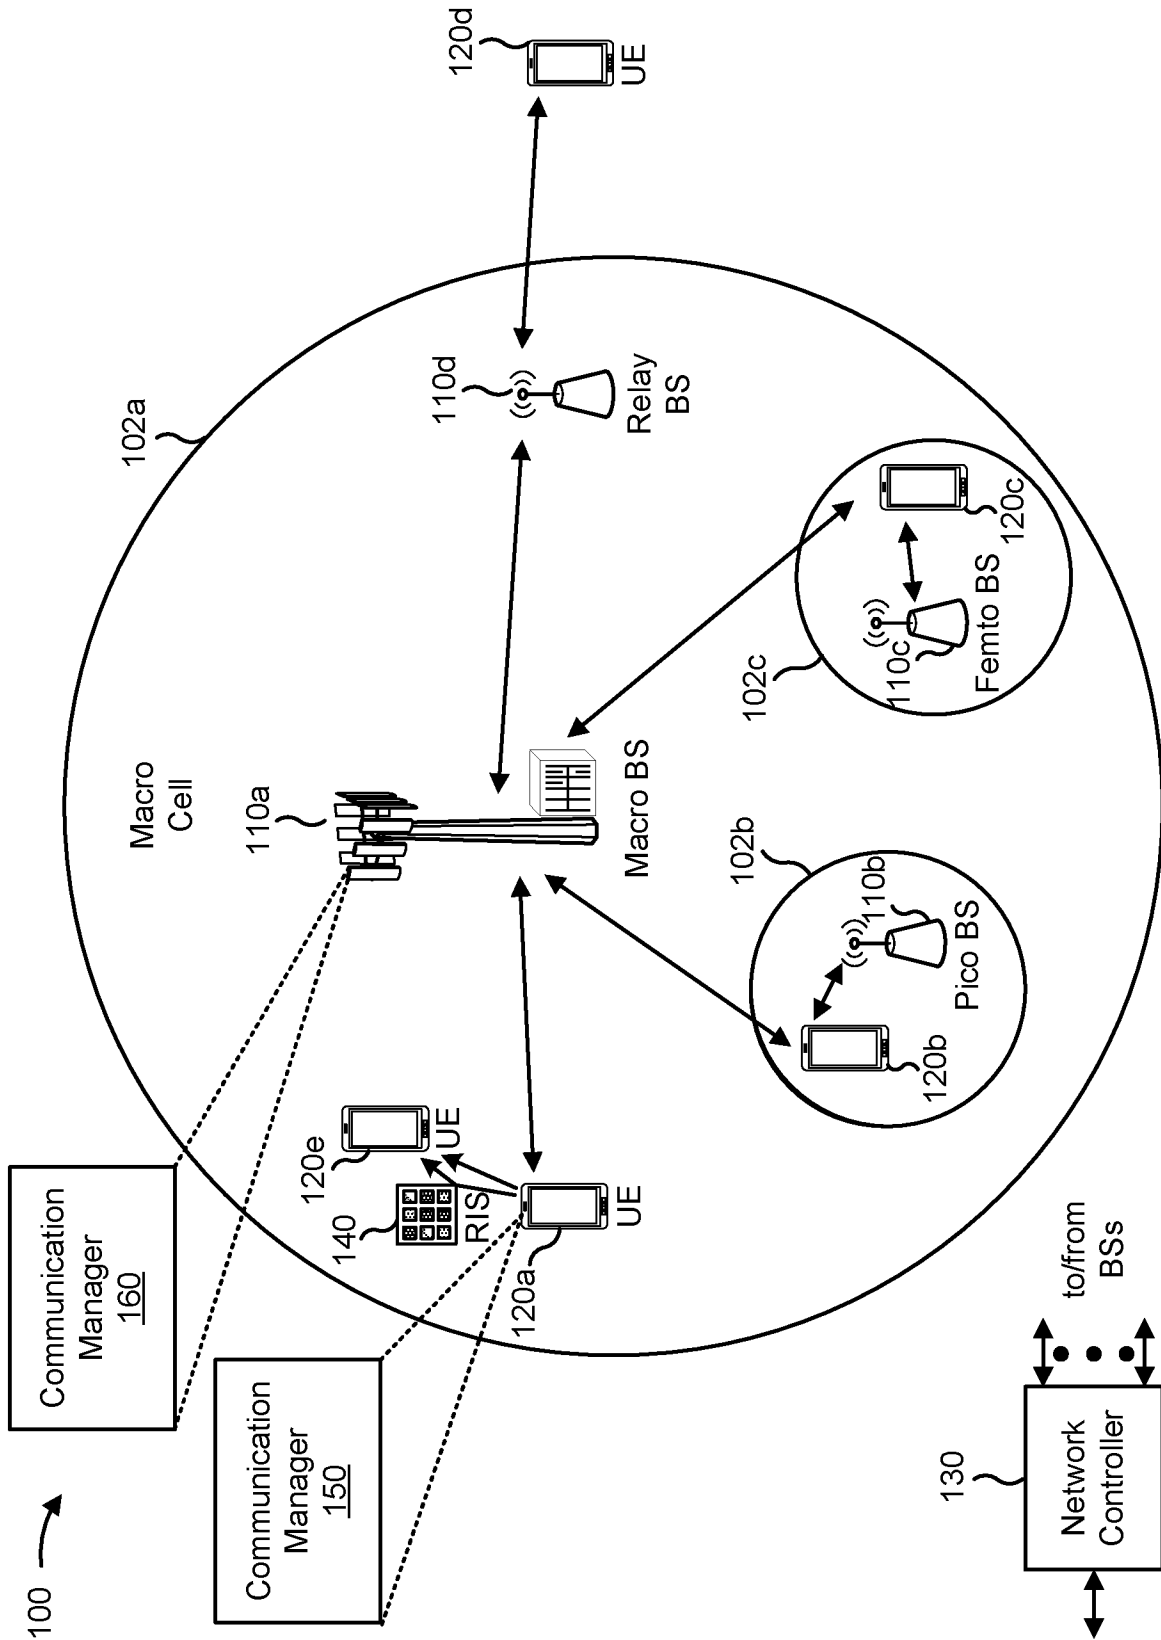 100
Communication
Manager
160
Communication
Manager
150
Macro
Cell
102a
110a
120d
UE
110d
Relay
BS
140
RIS
120e
UE
120a
UE
Macro BS
102b
110b
Pico BS
120b
102c
110c
Femto BS
120c
130
Network
Controller
to/from
BSs